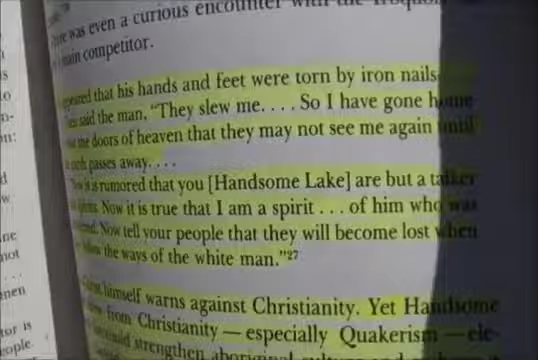 was even a curious encounter with the
main competitor.
that his hands and feet were torn by iron nails
said the man, "They slew me. . . . So I have gone home
the doors of heaven that they may not see me again until
passes away. . . .
it is rumored that you [Handsome Lake] are but a talker
Now it is true that I am a spirit . . . of him who was
Now tell your people that they will become lost when
the ways of the white man."27
himself warns against Christianity. Yet Handsome
from Christianity — especially Quakerism — ele-
strengthen aboriginal